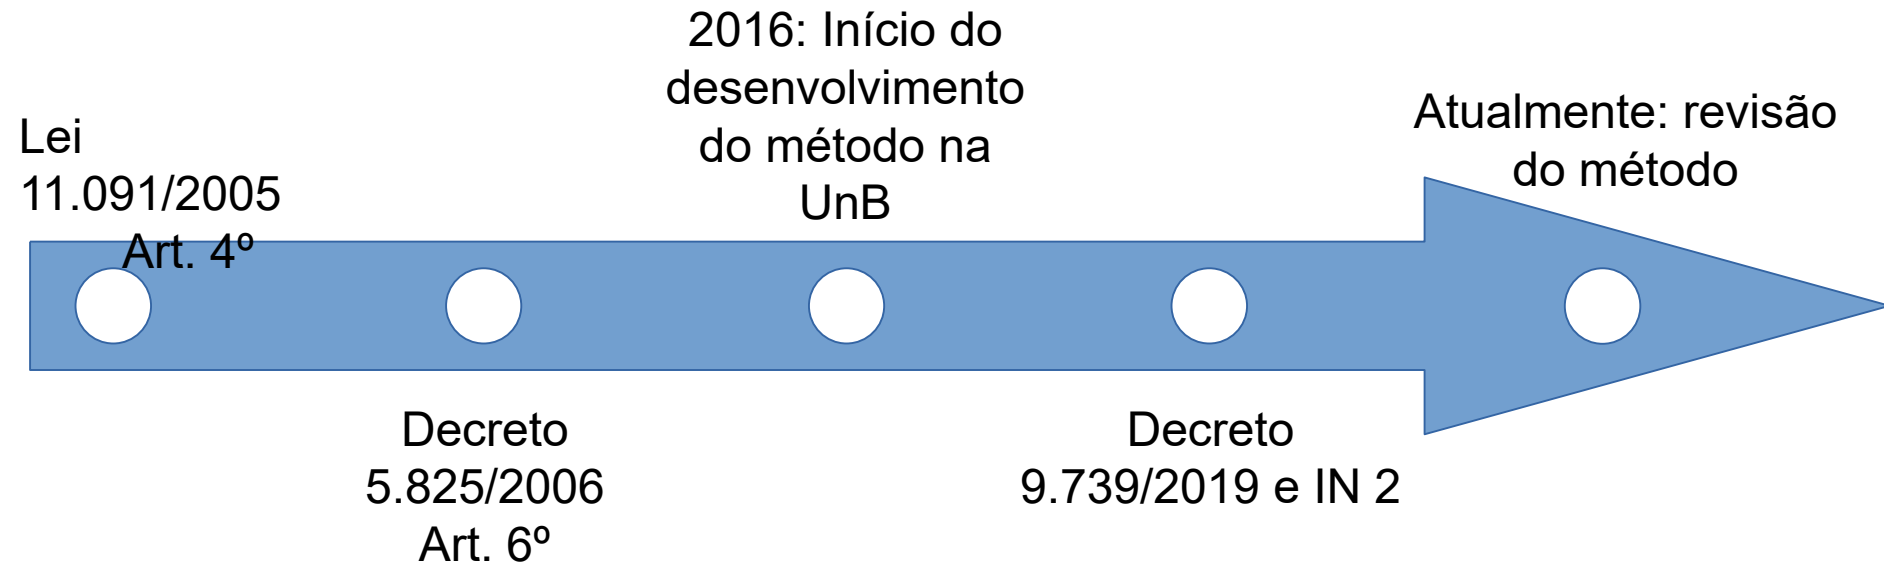 Lei
11.091/2005
Art. 4º
Decreto
5.825/2006
Art. 6º
2016: Início do
desenvolvimento
do método na
UnB
Decreto
9.739/2019 e IN 2
Atualmente: revisão
do método